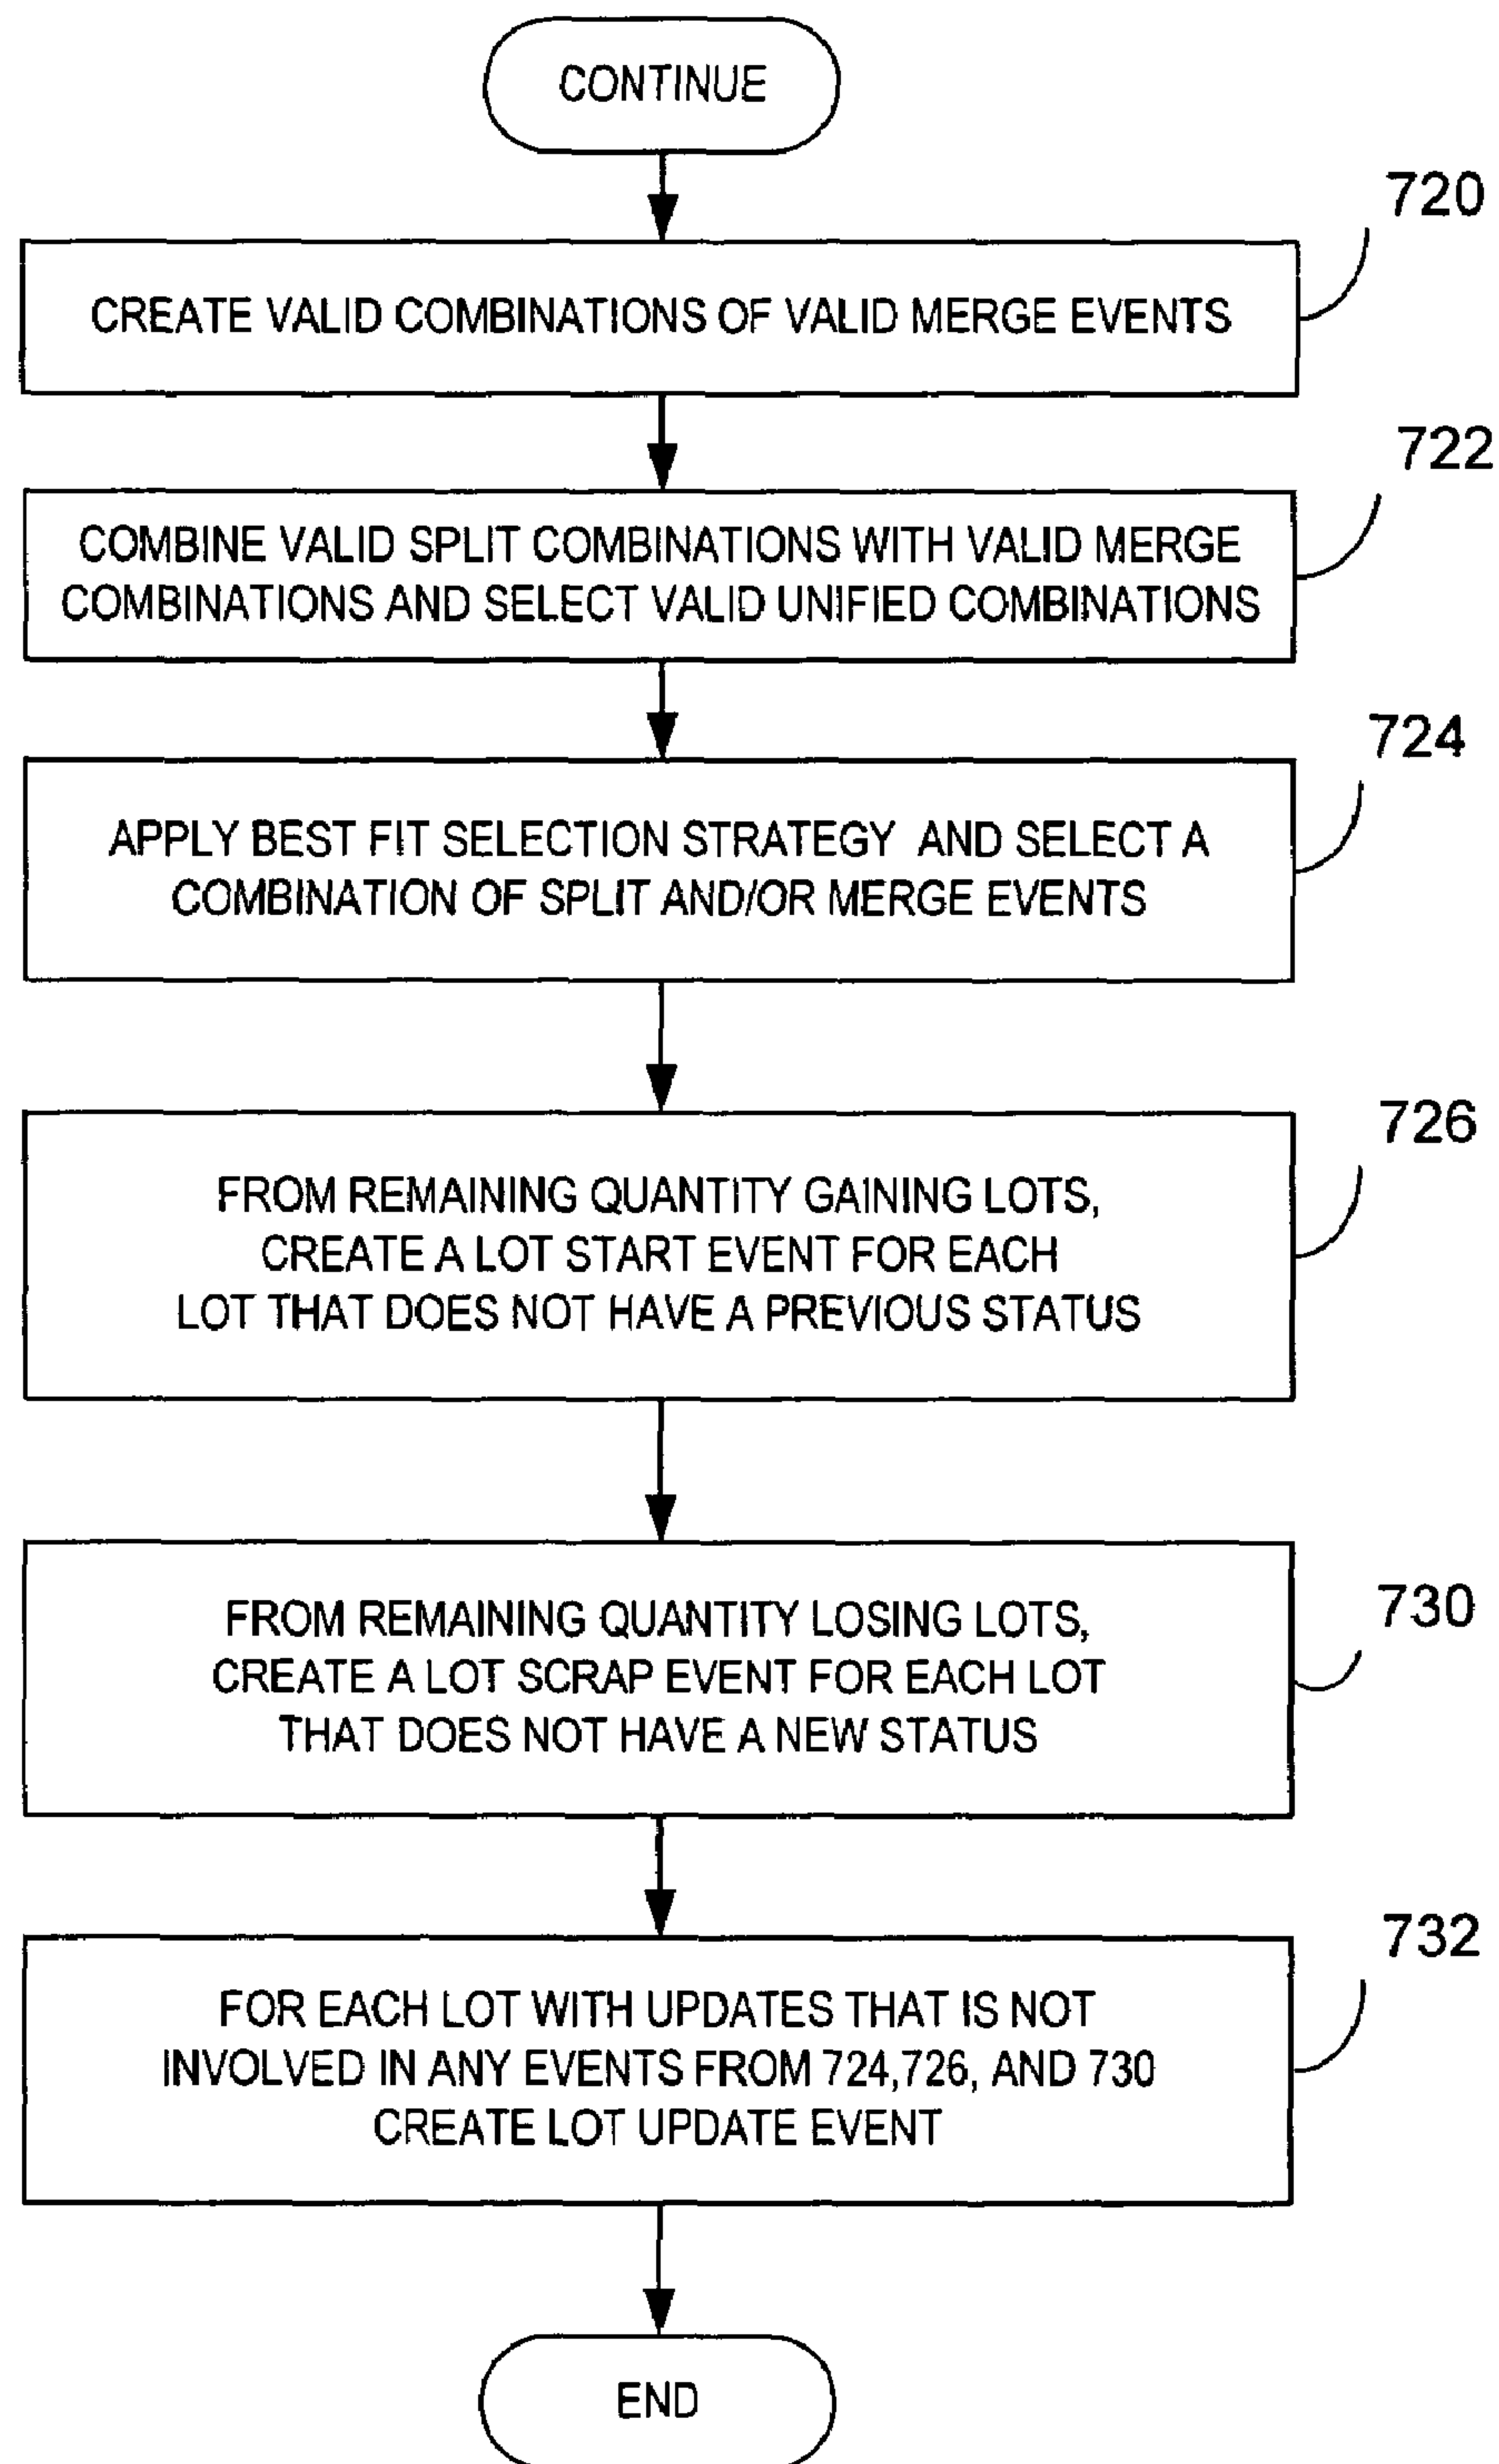 CONTINUE
720
CREATE VALID COMBINATIONS OF VALID MERGE EVENTS
722
COMBINE VALID SPLIT COMBINATIONS WITH VALID MERGE
COMBINATIONS AND SELECT VALID UNIFIED COMBINATIONS
724
APPLY BEST FIT SELECTION STRATEGY AND SELECT A
COMBINATION OF SPLIT AND/OR MERGE EVENTS
726
FROM REMAINING QUANTITY GAINING LOTS,
CREATE A LOT START EVENT FOR EACH
LOT THAT DOES NOT HAVE A PREVIOUS STATUS
730
FROM REMAINING QUANTITY LOSING LOTS,
CREATE A LOT SCRAP EVENT FOR EACH LOT
THAT DOES NOT HAVE A NEW STATUS
732
FOR EACH LOT WITH UPDATES THAT IS NOT
INVOLVED IN ANY EVENTS FROM 724,726, AND 730
CREATE LOT UPDATE EVENT
END